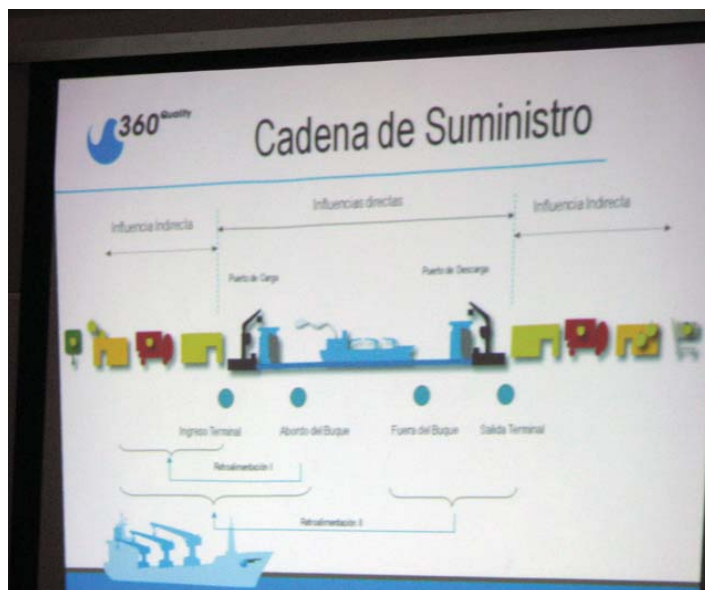 360 Quality
Cadena de Suministro
Influencia Indirecta
Influencias directas
Influencia Indirecta
Puerto de Carga
Puerto de Descarga
Ingreso Terminal
Abordo del Buque
Fuera del Buque
Salida Terminal
Retroalimentación I
Retroalimentación II